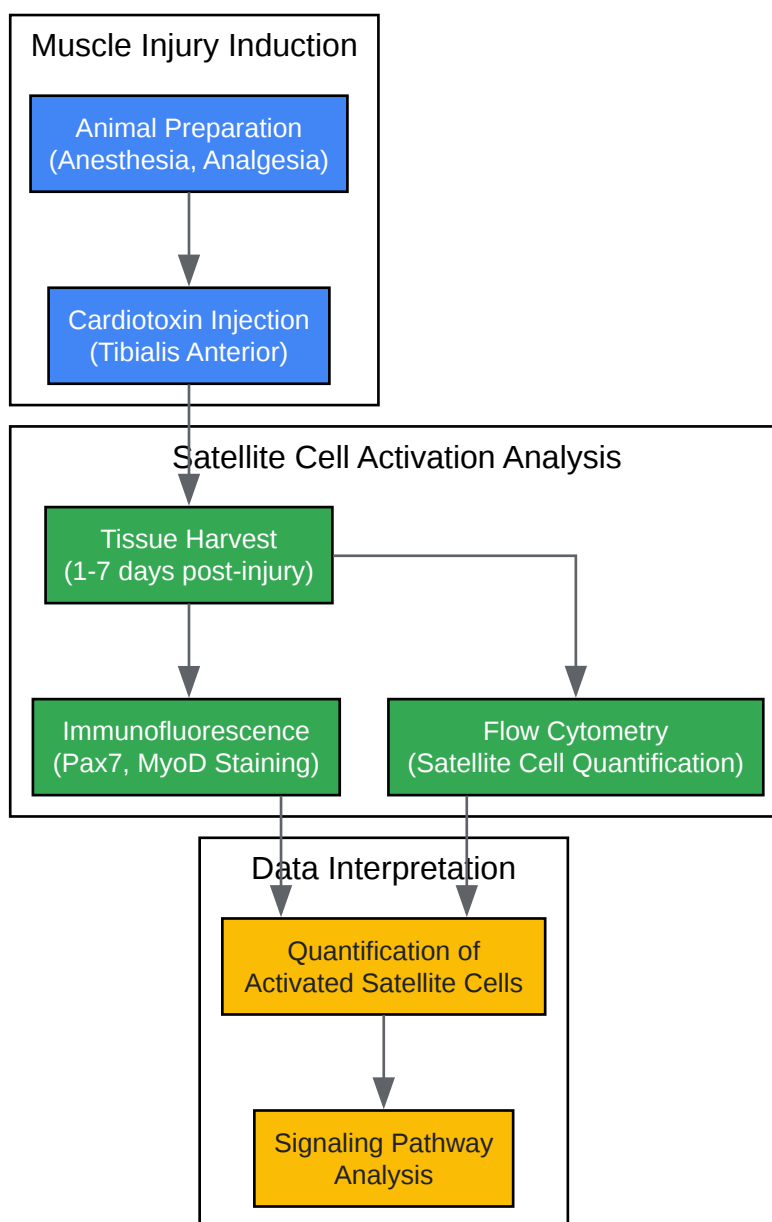 Muscle Injury Induction
Animal Preparation
(Anesthesia, Analgesia)
Cardiotoxin Injection
(Tibialis Anterior)
Satellite Cell Activation Analysis
Tissue Harvest
(1-7 days post-injury)
Immunofluorescence
(Pax7, MyoD Staining)
Flow Cytometry
(Satellite Cell Quantification)
Data Interpretation
Quantification of
Activated Satellite Cells
Signaling Pathway
Analysis